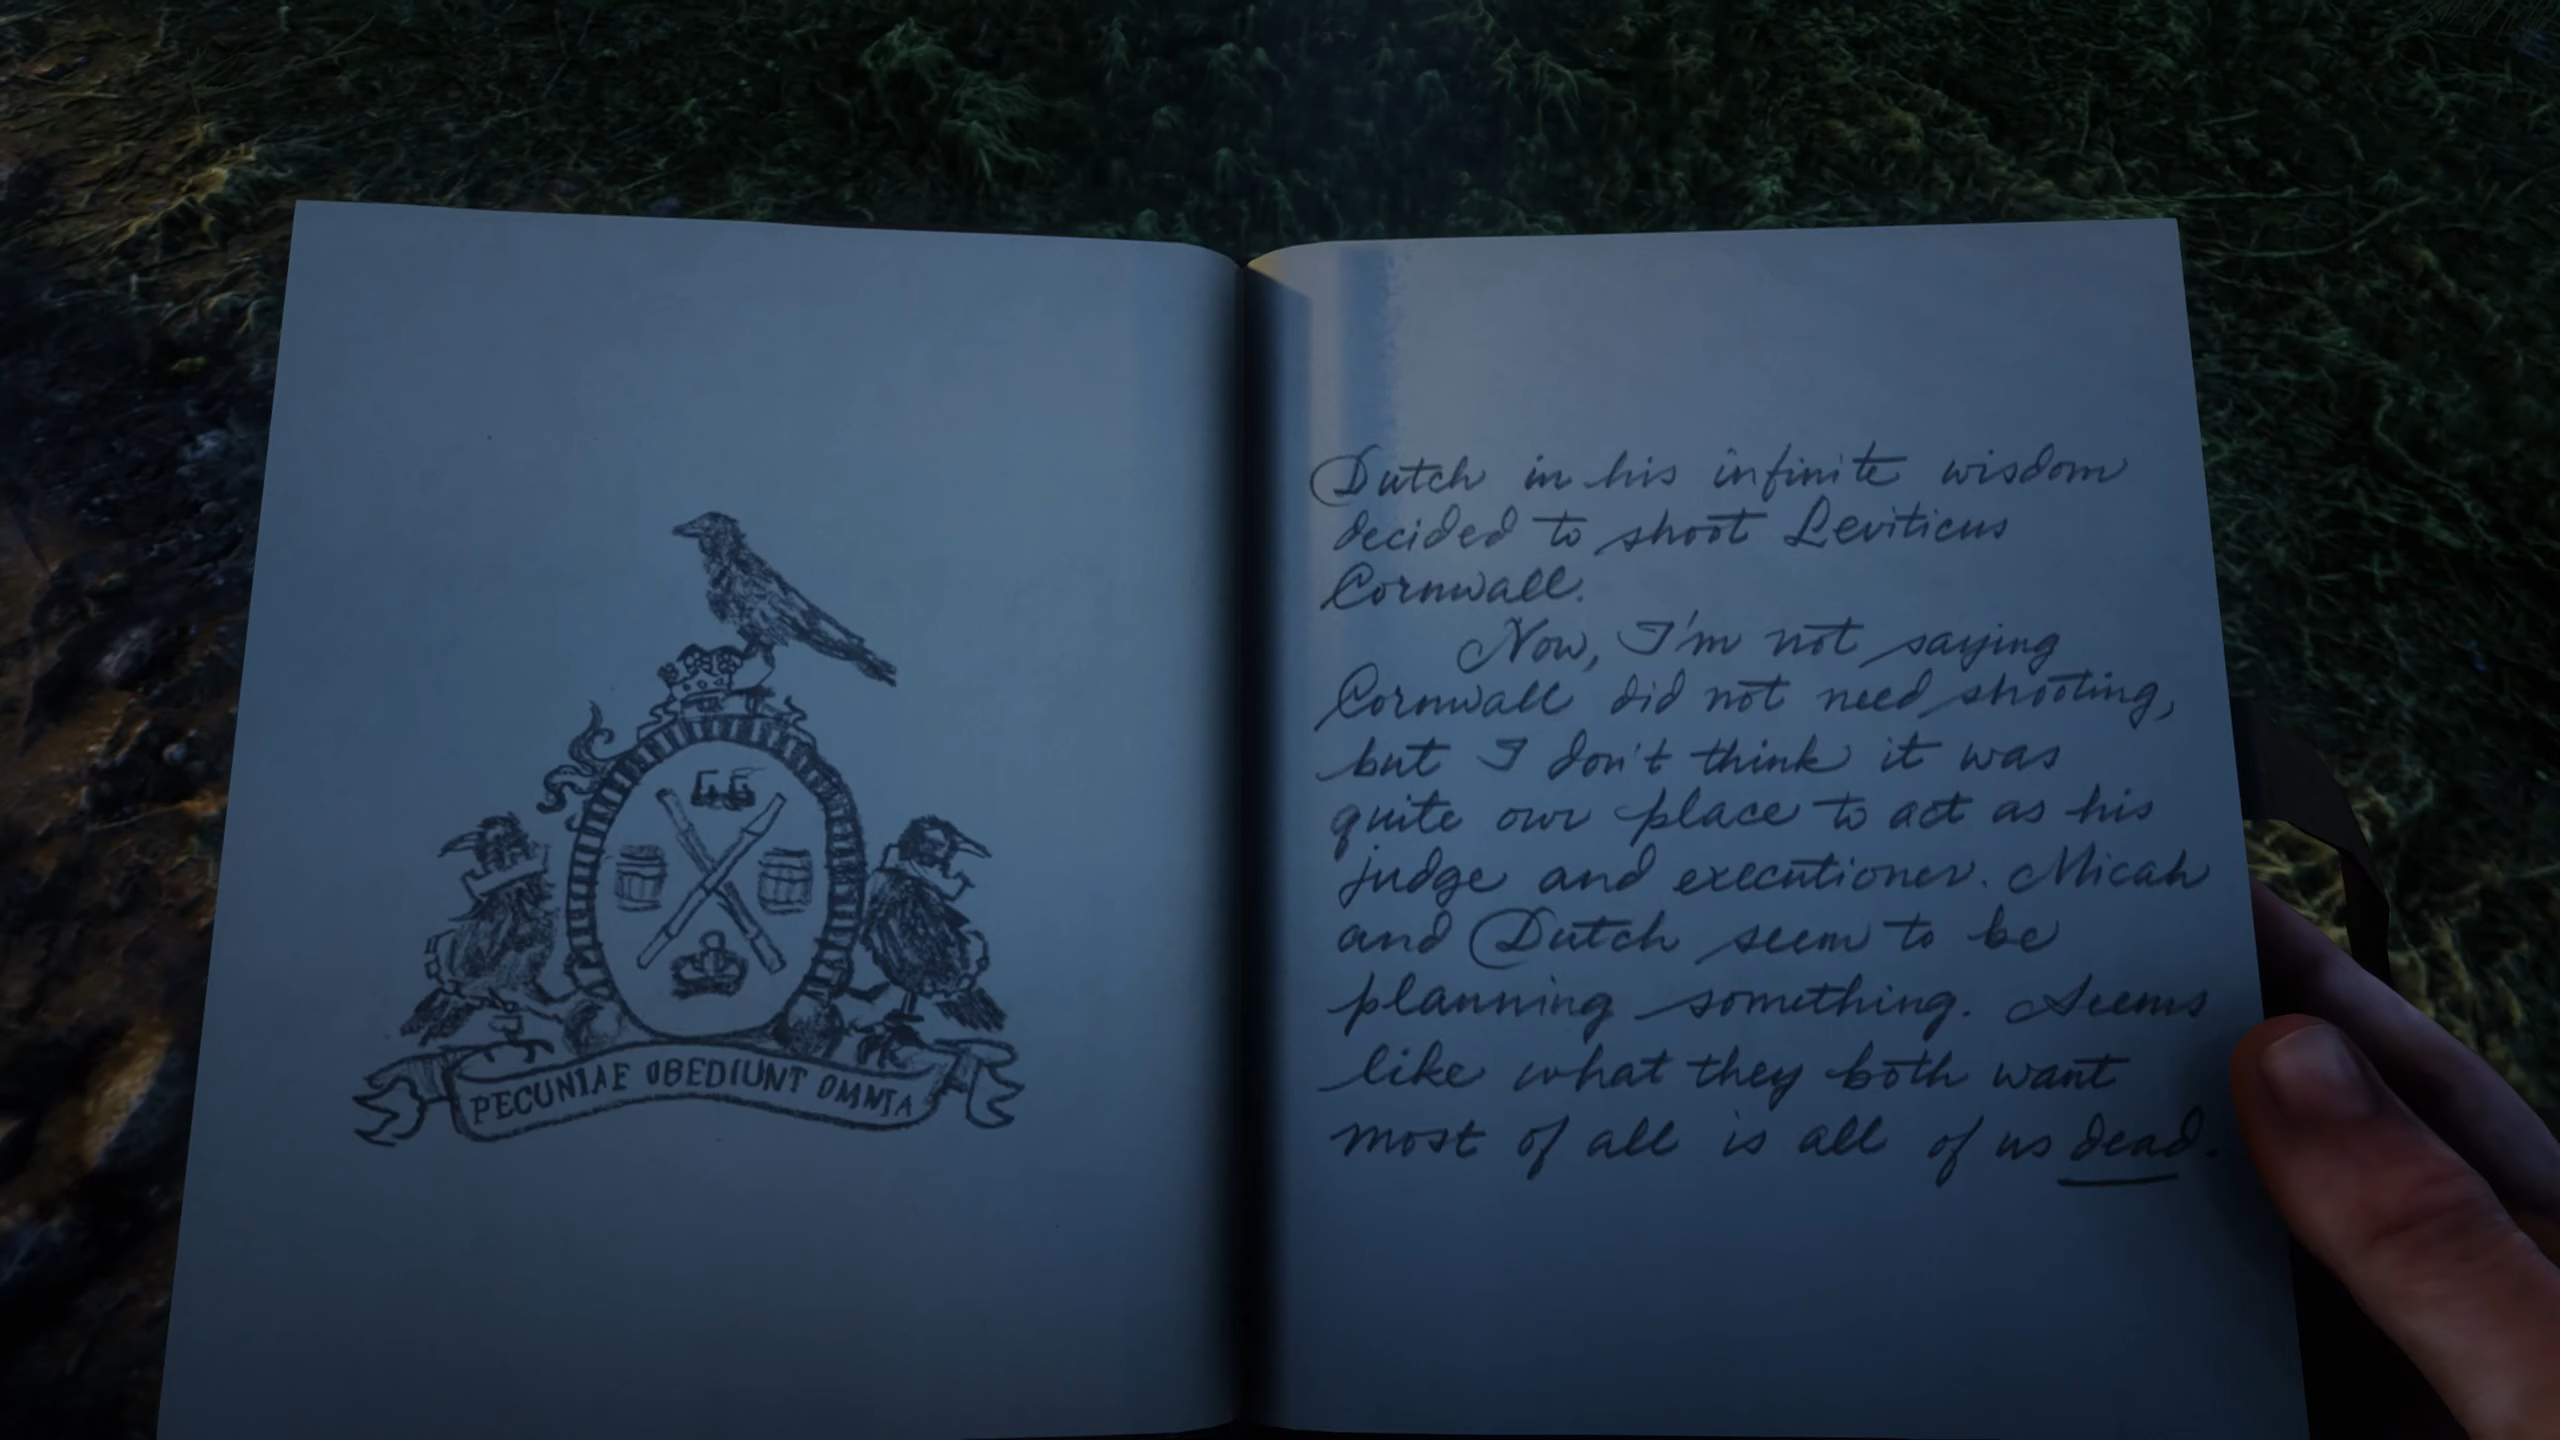 PECUNIAE OBEDIUNT OMNIA
Dutch in his infinite wisdom
decided to shoot Leviticus
Cornwall.
Now, I'm not saying
Cornwall did not need shooting,
but I don't think it was
quite our place to act as his
judge and executioner. Micah
and Dutch seem to be
planning something. Seems
like what they both want
most of all is all of us dead.